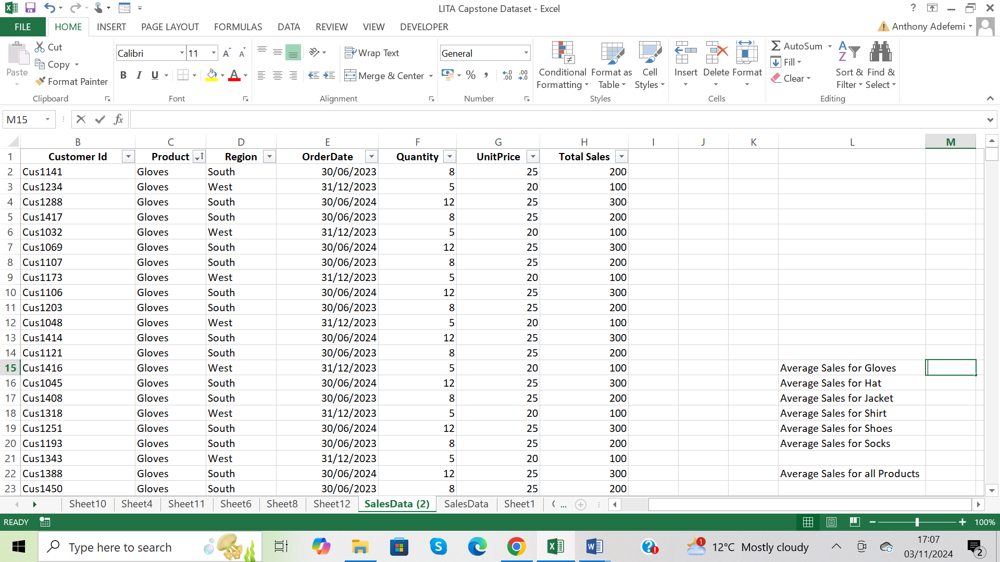 LITA Capstone Dataset - Excel
?
FILE HOME INSERT PAGE LAYOUT FORMULAS DATA REVIEW VIEW DEVELOPER Anthony Adefemi
Cut
Copy
Format Painter
Paste
Clipboard
Calibri 11 A A
B I U A
Font
Wrap Text
Merge & Center
Alignment
General
% , .0 .00 .00 .0
Number
Conditional Formatting
Format as Table
Cell Styles
Styles
Insert Delete Format
Cells
AutoSum
Fill
Clear
Sort & Filter
Find & Select
Editing
M15 fx
B C D E F G H I J K L M
1 Customer Id Product Region OrderDate Quantity UnitPrice Total Sales
2 Cus1141 Gloves South 30/06/2023 8 25 200
3 Cus1234 Gloves West 31/12/2023 5 20 100
4 Cus1288 Gloves South 30/06/2024 12 25 300
5 Cus1417 Gloves South 30/06/2023 8 25 200
6 Cus1032 Gloves West 31/12/2023 5 20 100
7 Cus1069 Gloves South 30/06/2024 12 25 300
8 Cus1107 Gloves South 30/06/2023 8 25 200
9 Cus1173 Gloves West 31/12/2023 5 20 100
10 Cus1106 Gloves South 30/06/2024 12 25 300
11 Cus1203 Gloves South 30/06/2023 8 25 200
12 Cus1048 Gloves West 31/12/2023 5 20 100
13 Cus1414 Gloves South 30/06/2024 12 25 300
14 Cus1121 Gloves South 30/06/2023 8 25 200
15 Cus1416 Gloves West 31/12/2023 5 20 100 Average Sales for Gloves
16 Cus1045 Gloves South 30/06/2024 12 25 300 Average Sales for Hat
17 Cus1408 Gloves South 30/06/2023 8 25 200 Average Sales for Jacket
18 Cus1318 Gloves West 31/12/2023 5 20 100 Average Sales for Shirt
19 Cus1251 Gloves South 30/06/2024 12 25 300 Average Sales for Shoes
20 Cus1193 Gloves South 30/06/2023 8 25 200 Average Sales for Socks
21 Cus1343 Gloves West 31/12/2023 5 20 100
22 Cus1388 Gloves South 30/06/2024 12 25 300 Average Sales for all Products
23 Cus1450 Gloves South 30/06/2023 8 25 200
Sheet10 Sheet4 Sheet11 Sheet6 Sheet8 Sheet12 SalesData (2) SalesData Sheet1 ...
READY 100%
Type here to search 12°C Mostly cloudy 17:07
03/11/2024
1
2